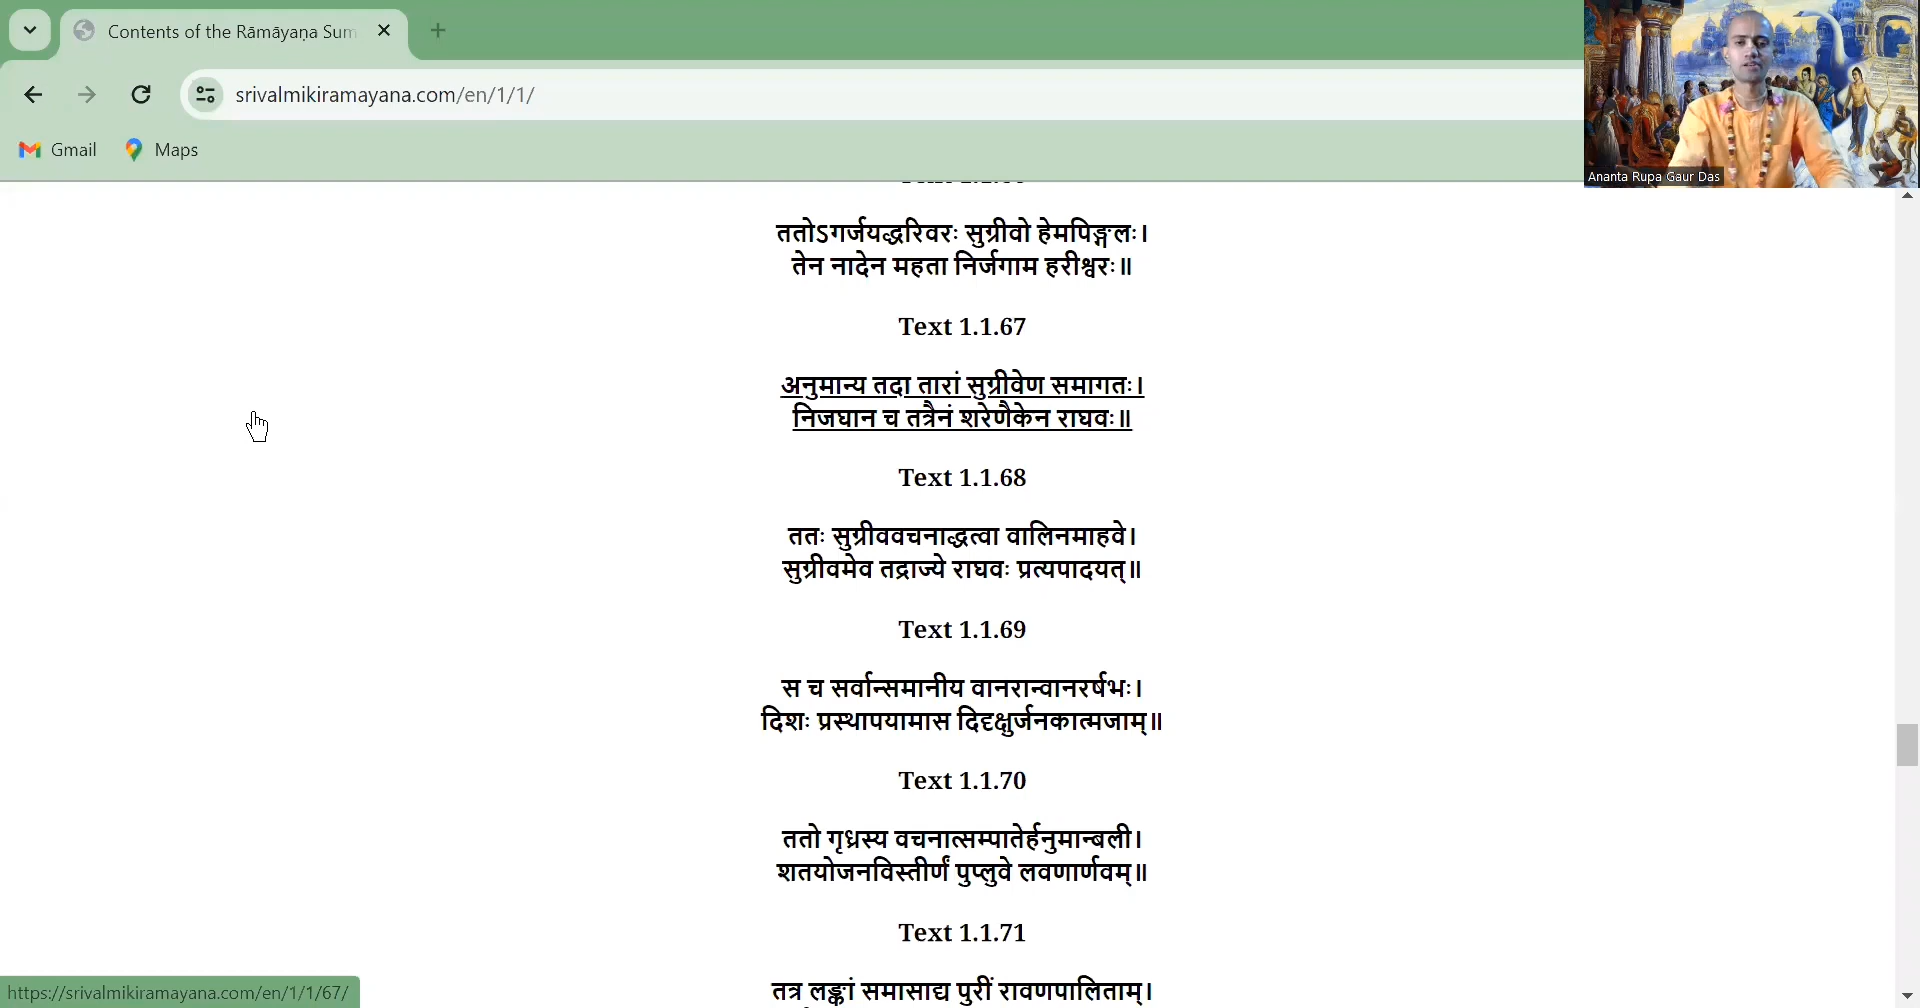 Contents of the Rāmāyaṇa Sum
srivalmikiramayana.com/en/1/1/
Gmail
Maps
Ananta Rupa Gaur Das
ततोऽगर्जयद्धरिवरः सुग्रीवो हेमपिङ्गलः।
तेन नादेन महता निर्जगाम हरीश्वरः॥
Text 1.1.67
अनुमान्य तदा तारां सुग्रीवेण समागतः।
निजघान च तत्रैनं शरेणैकेन राघवः॥
Text 1.1.68
ततः सुग्रीववचनाद्धत्वा वालिनमाहवे।
सुग्रीवमेव तद्राज्ये राघवः प्रत्यपादयत्॥
Text 1.1.69
स च सर्वान्समानीय वानरान्वानरर्षभः।
दिशः प्रस्थापयामास दिदृक्षुर्जनकात्मजाम्॥
Text 1.1.70
ततो गृध्रस्य वचनात्सम्पातेर्हनुमान्बली।
शतयोजनविस्तीर्णं पुप्लुवे लवणार्णवम्॥
Text 1.1.71
तत्र लङ्कां समासाद्य पुरीं रावणपालिताम्।
https://srivalmikiramayana.com/en/1/1/67/